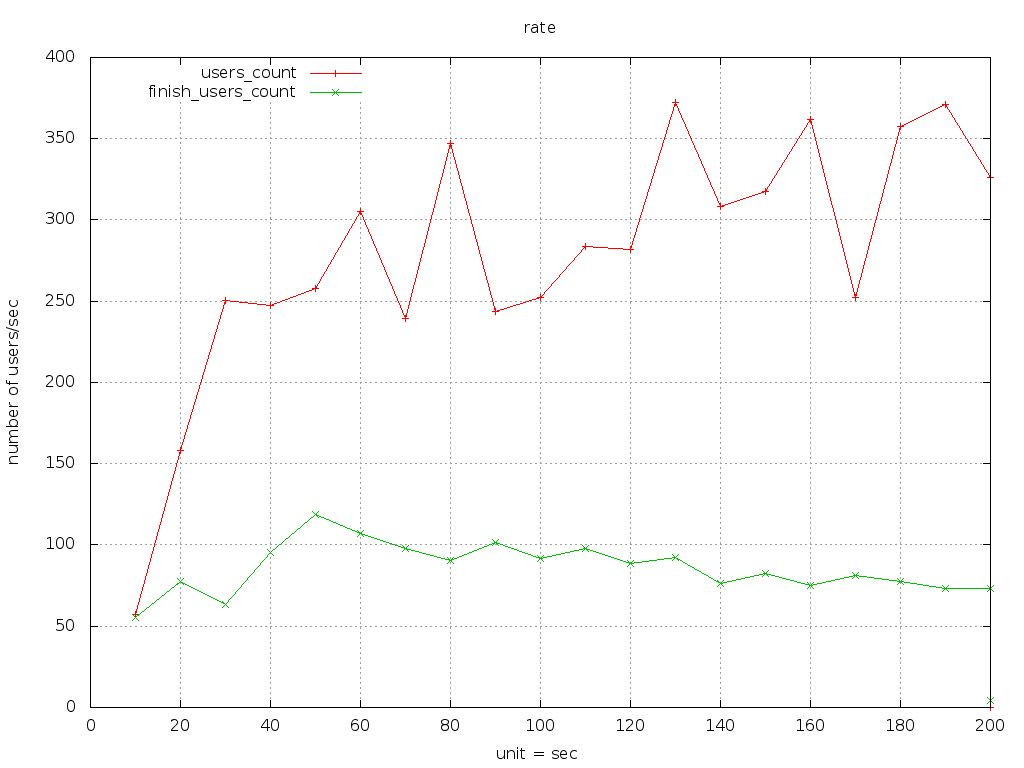 rate
users_count
finish_users_count
400
350
300
250
200
150
100
50
0
number of users/sec
0 20 40 60 80 100 120 140 160 180 200
unit = sec